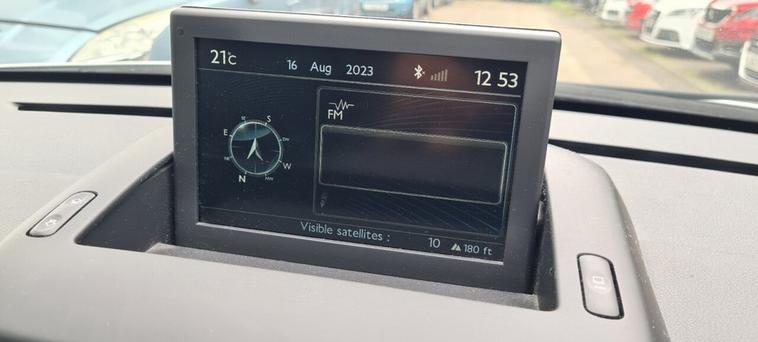 21°C 16 Aug 2023 12 53
FM
S
E
W
N
Visible satellites : 10 180 ft